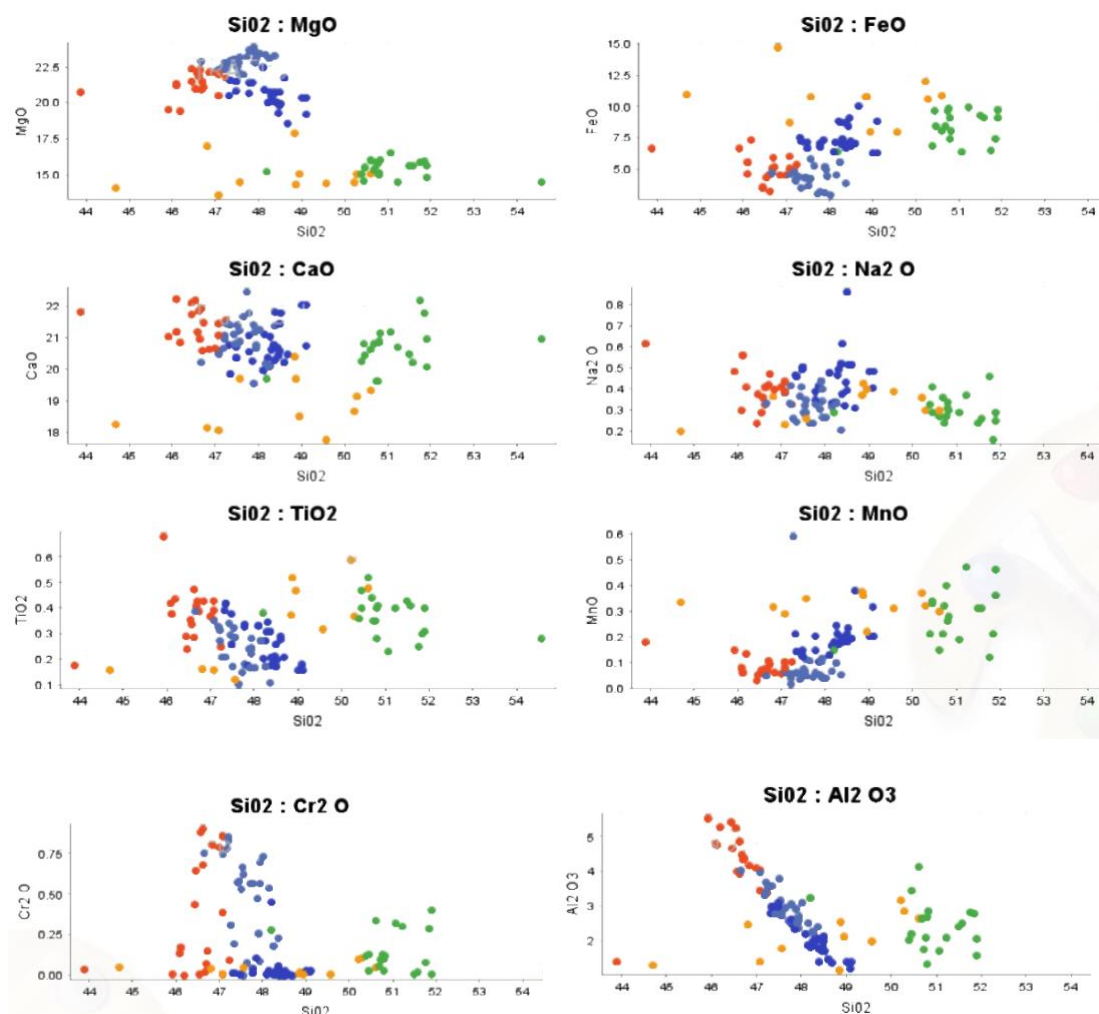 Si02 : MgO
MgO
22.5
20.0
17.5
15.0
44 45 46 47 48 49 50 51 52 53 54
Si02
Si02 : FeO
FeO
15.0
12.5
10.0
7.5
5.0
44 45 46 47 48 49 50 51 52 53 54
Si02
Si02 : CaO
CaO
22
21
20
19
18
44 45 46 47 48 49 50 51 52 53 54
Si02
Si02 : Na2 O
Na2 O
0.8
0.7
0.6
0.5
0.4
0.3
0.2
44 45 46 47 48 49 50 51 52 53 54
Si02
Si02 : TiO2
TiO2
0.6
0.5
0.4
0.3
0.2
0.1
44 45 46 47 48 49 50 51 52 53 54
Si02
Si02 : MnO
MnO
0.6
0.5
0.4
0.3
0.2
0.1
0.0
44 45 46 47 48 49 50 51 52 53 54
Si02
Si02 : Cr2 O
Cr2 O
0.75
0.50
0.25
0.00
44 45 46 47 48 49 50 51 52 53 54
Si02
Si02 : Al2 O3
Al2 O3
5
4
3
2
44 45 46 47 48 49 50 51 52 53 54
Si02